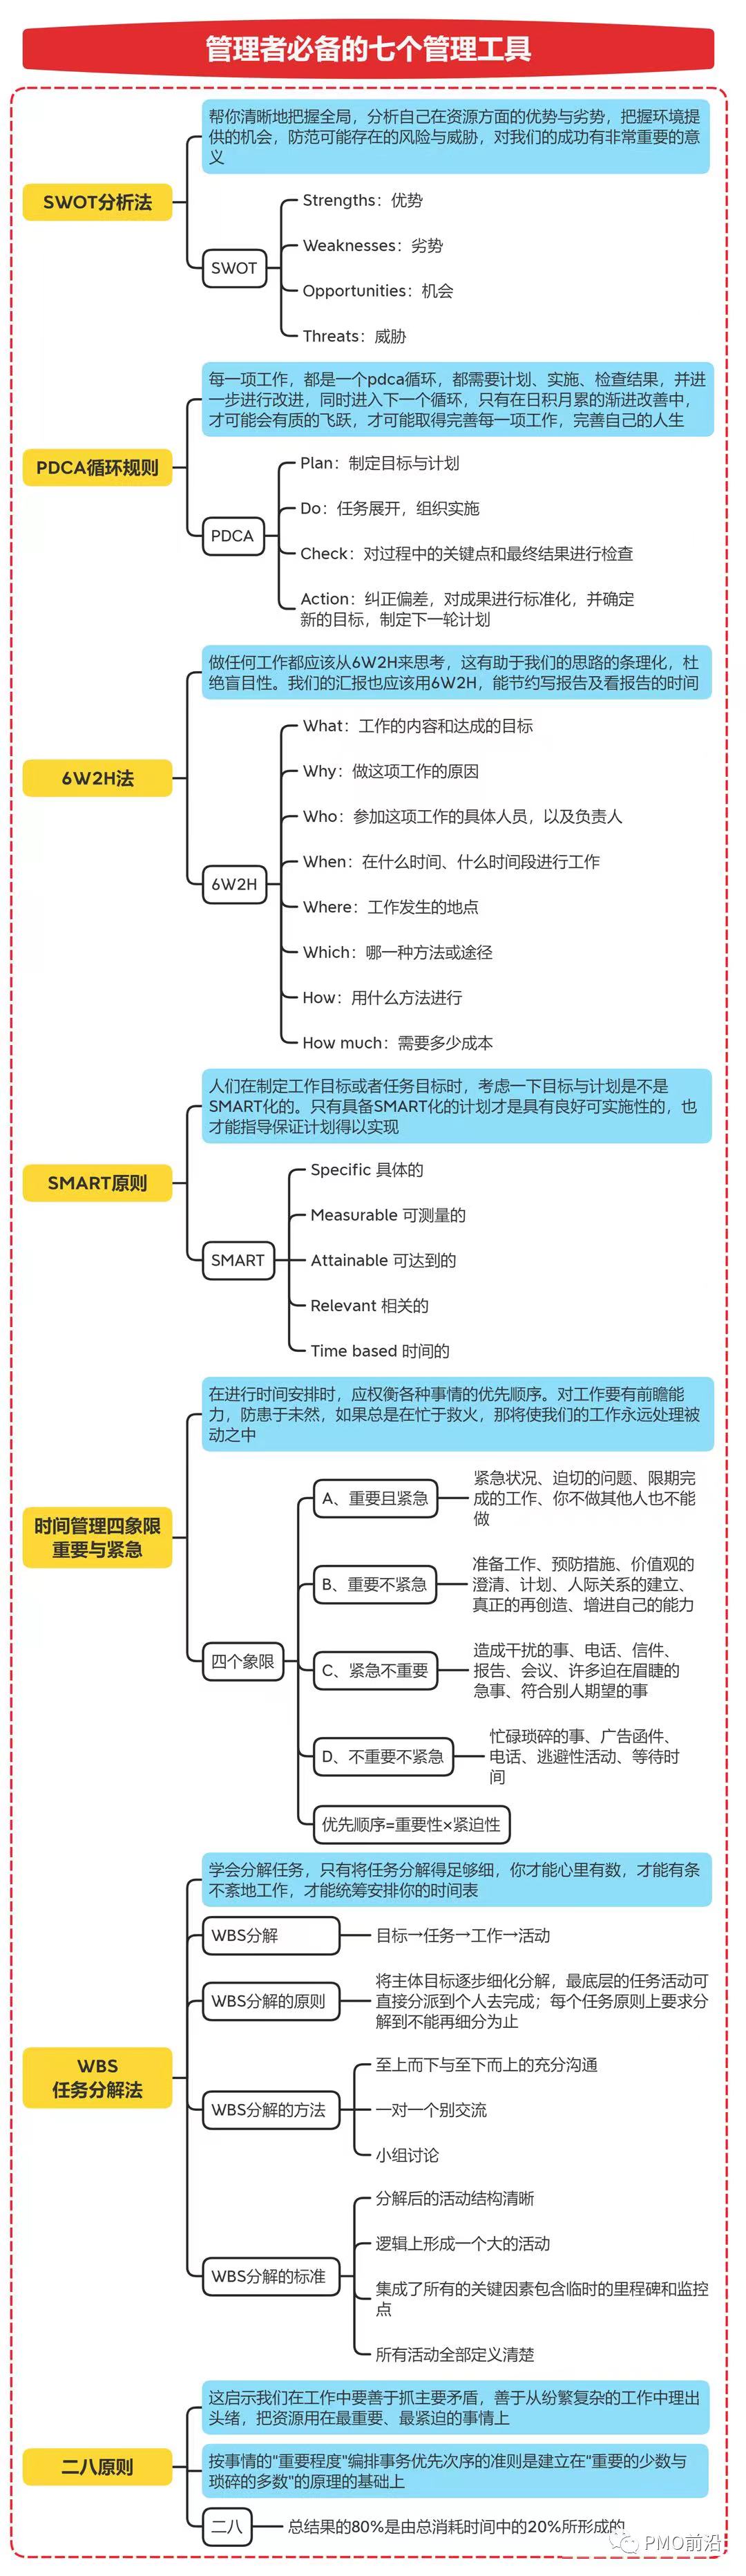 管理者必备的七个管理工具
SWOT分析法
帮你清晰地把握全局，分析自己在资源方面的优势与劣势，把握环境提
供的机会，防范可能存在的风险与威胁，对我们的成功有非常重要的意
义
SWOT
Strengths：优势
Weaknesses：劣势
Opportunities：机会
Threats：威胁
PDCA循环规则
每一项工作，都是一个pdca循环，都需要计划、实施、检查结果，并进
一步进行改进，同时进入下一个循环，只有在日积月累的渐进改善中，
才可能会有质的飞跃，才可能取得完善每一项工作，完善自己的人生
PDCA
Plan：制定目标与计划
Do：任务展开，组织实施
Check：对过程中的关键点和最终结果进行检查
Action：纠正偏差，对成果进行标准化，并确定
新的目标，制定下一轮计划
6W2H法
做任何工作都应该从6W2H来思考，这有助于我们的思路的条理化，杜
绝盲目性。我们的汇报也应该用6W2H，能节约写报告及看报告的时间
6W2H
What：工作的内容和达成的目标
Why：做这项工作的原因
Who：参加这项工作的具体人员，以及负责人
When：在什么时间、什么时间段进行工作
Where：工作发生的地点
Which：哪一种方法或途径
How：用什么方法进行
How much：需要多少成本
SMART原则
人们在制定工作目标或者任务目标时，考虑一下目标与计划是不是
SMART化的。只有具备SMART化的计划才是具有良好可实施性的，也
才能指导保证计划得以实现
SMART
Specific 具体的
Measurable 可测量的
Attainable 可达到的
Relevant 相关的
Time based 时间的
时间管理四象限
重要与紧急
在进行时间安排时，应权衡各种事情的优先顺序。对工作要有前瞻能
力，防患于未然，如果总是在忙于救火，那将使我们的工作永远处理被
动之中
四个象限
A、重要且紧急
紧急状况、迫切的问题、限期完
成的工作、你不做其他人也不能
做
B、重要不紧急
准备工作、预防措施、价值观的
澄清、计划、人际关系的建立、
真正的再创造、增进自己的能力
C、紧急不重要
造成干扰的事、电话、信件、
报告、会议、许多迫在眉睫的
急事、符合别人期望的事
D、不重要不紧急
忙碌琐碎的事、广告函件、
电话、逃避性活动、等待时
间
优先顺序=重要性×紧迫性
WBS
任务分解法
学会分解任务，只有将任务分解得足够细，你才能心里有数，才能有条
不紊地工作，才能统筹安排你的时间表
WBS分解
目标→任务→工作→活动
WBS分解的原则
将主体目标逐步细化分解，最底层的任务活动可
直接分派到个人去完成；每个任务原则上要求分
解到不能再细分为止
WBS分解的方法
至上而下与至下而上的充分沟通
一对一个别交流
小组讨论
WBS分解的标准
分解后的活动结构清晰
逻辑上形成一个大的活动
集成了所有的关键因素包含临时的里程碑和监控
点
所有活动全部定义清楚
二八原则
这启示我们在工作中要善于抓主要矛盾，善于从纷繁复杂的工作中理出
头绪，把资源用在最重要、最紧迫的事情上
按事情的"重要程度"编排事务优先次序的准则是建立在"重要的少数与
琐碎的多数"的原理的基础上
二八
总结果的80%是由总消耗时间中的20%所形成的
PMO前沿